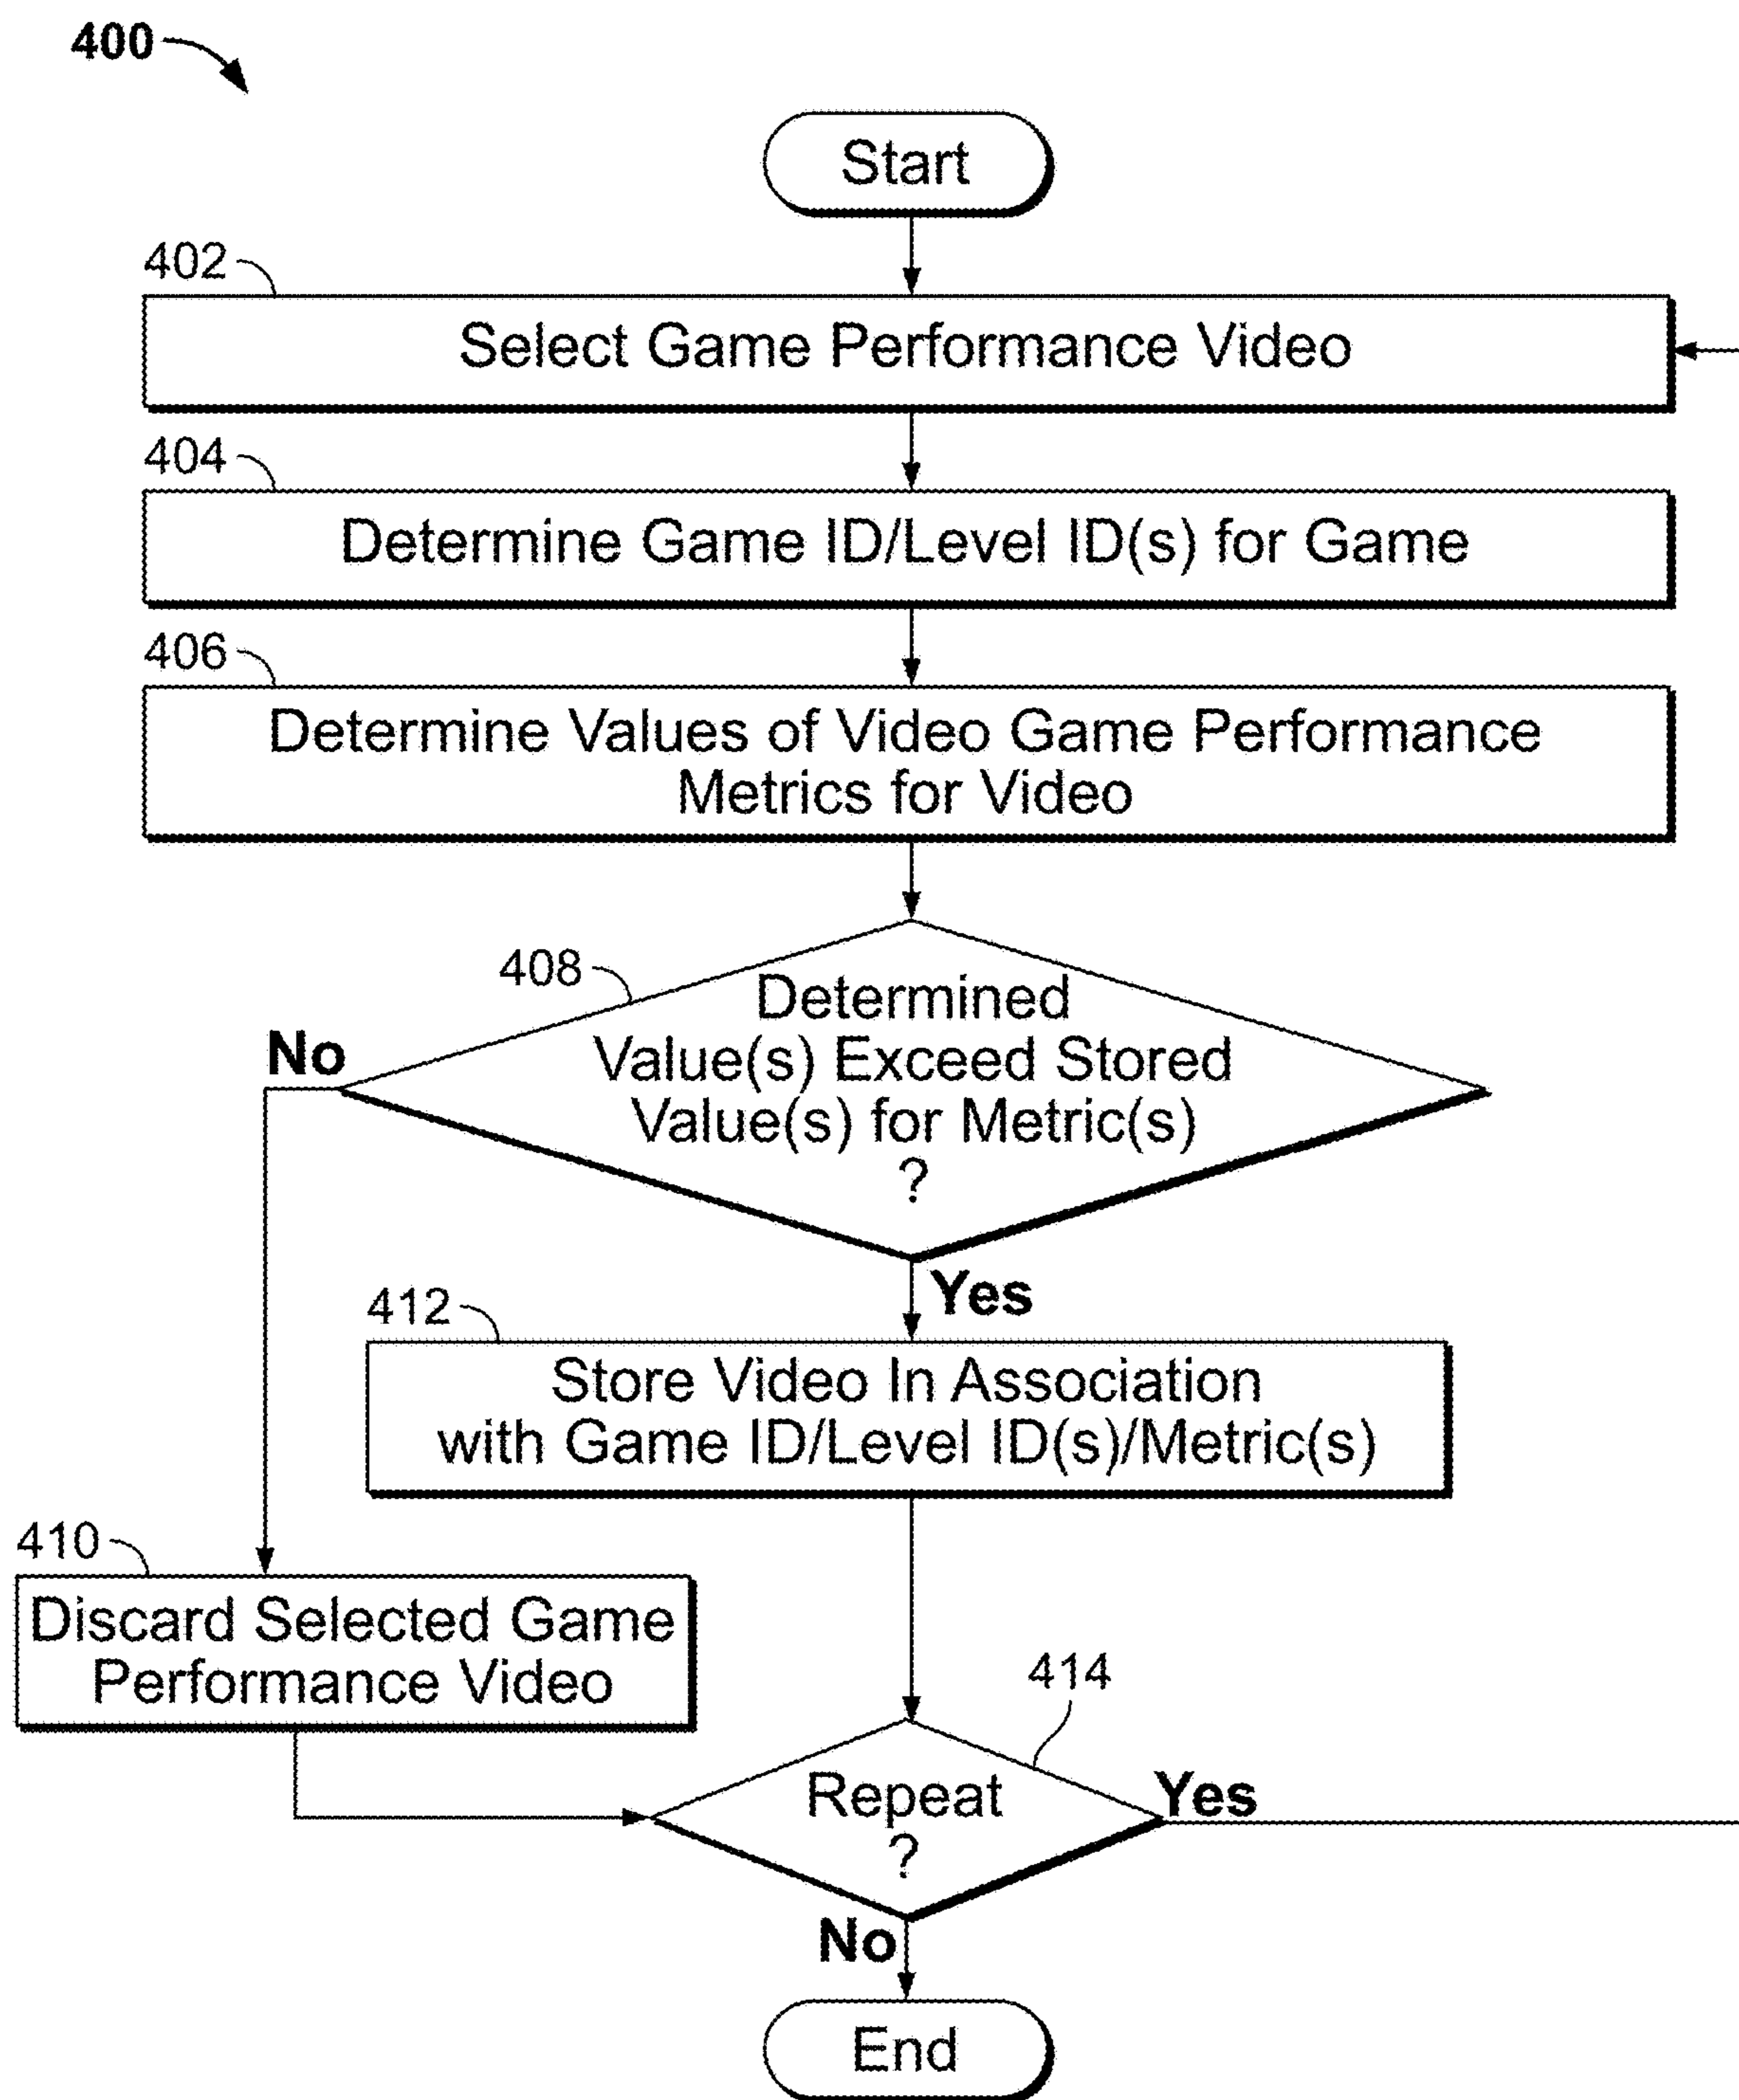 400
Start
402
Select Game Performance Video
404
Determine Game ID/Level ID(s) for Game
406
Determine Values of Video Game Performance
Metrics for Video
408
Determined
Value(s) Exceed Stored
Value(s) for Metric(s)
?
No
Yes
412
Store Video In Association
with Game ID/Level ID(s)/Metric(s)
410
Discard Selected Game
Performance Video
414
Repeat
?
Yes
No
End